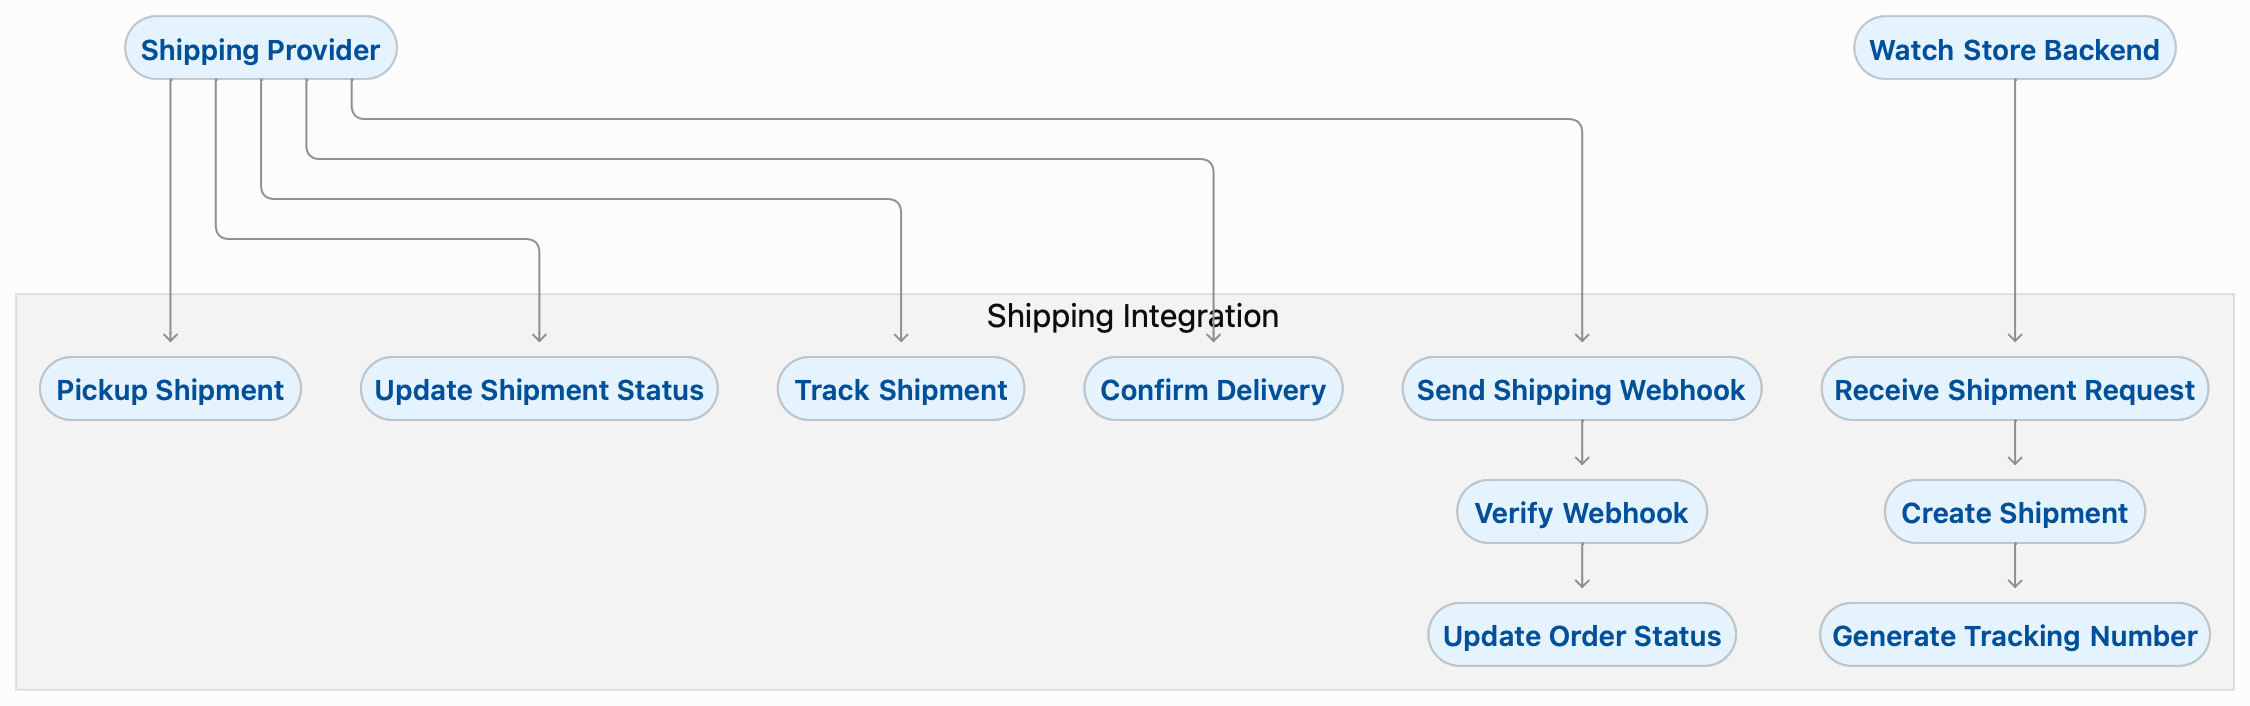 Shipping Provider
Watch Store Backend
Shipping Integration
Pickup Shipment
Update Shipment Status
Track Shipment
Confirm Delivery
Send Shipping Webhook
Receive Shipment Request
Verify Webhook
Create Shipment
Update Order Status
Generate Tracking Number